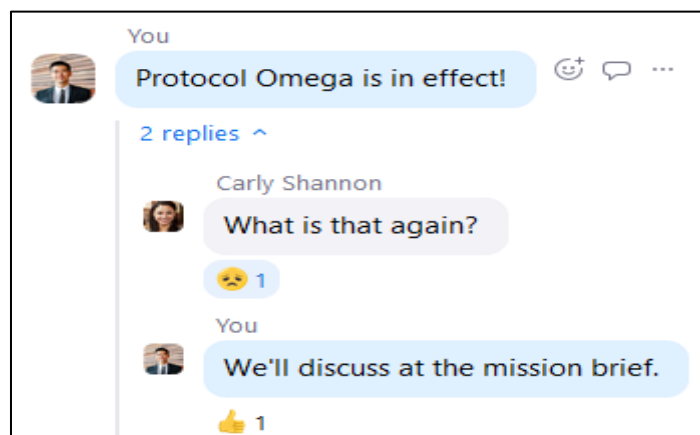 You
Protocol Omega is in effect!
2 replies
Carly Shannon
What is that again?
1
You
We'll discuss at the mission brief.
1